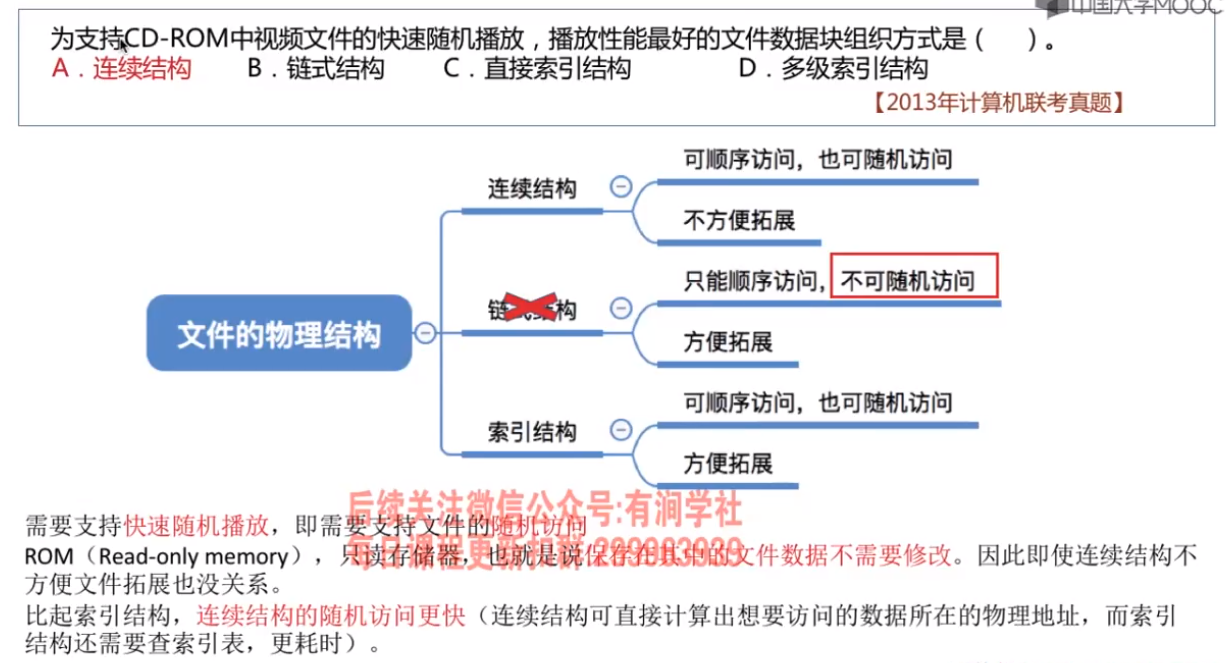 中国大学MOOC
为支持CD-ROM中视频文件的快速随机播放，播放性能最好的文件数据块组织方式是（　　）。
A．连续结构　　B．链式结构　　C．直接索引结构　　D．多级索引结构
【2013年计算机联考真题】
可顺序访问，也可随机访问
连续结构
不方便拓展
只能顺序访问，不可随机访问
链式结构
文件的物理结构
方便拓展
可顺序访问，也可随机访问
索引结构
方便拓展
后续关注微信公众号:有涧学社
需要支持快速随机播放，即需要支持文件的随机访问
每日课程更新扣群
ROM（Read-only memory），只读存储器，也就是说保存在其中的文件数据不需要修改。因此即使连续结构不
方便文件拓展也没关系。
比起索引结构，连续结构的随机访问更快（连续结构可直接计算出想要访问的数据所在的物理地址，而索引
结构还需要查索引表，更耗时）。